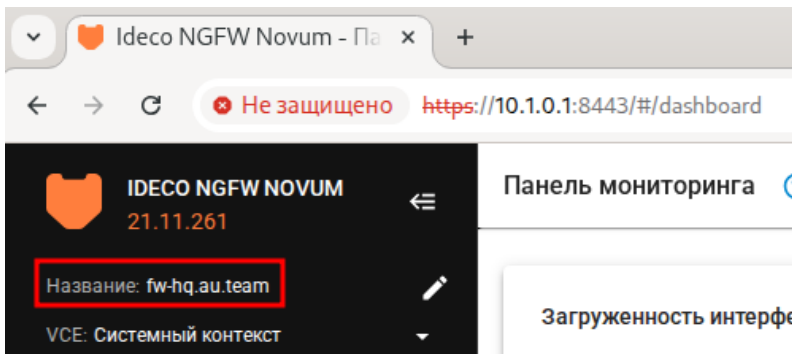 Ideco NGFW Novum – Па
Не защищено https://10.1.0.1:8443/#/dashboard
IDECO NGFW NOVUM
21.11.261
Панель мониторинга
Название: fw-hq.au.team
VCE: Системный контекст
Загруженность